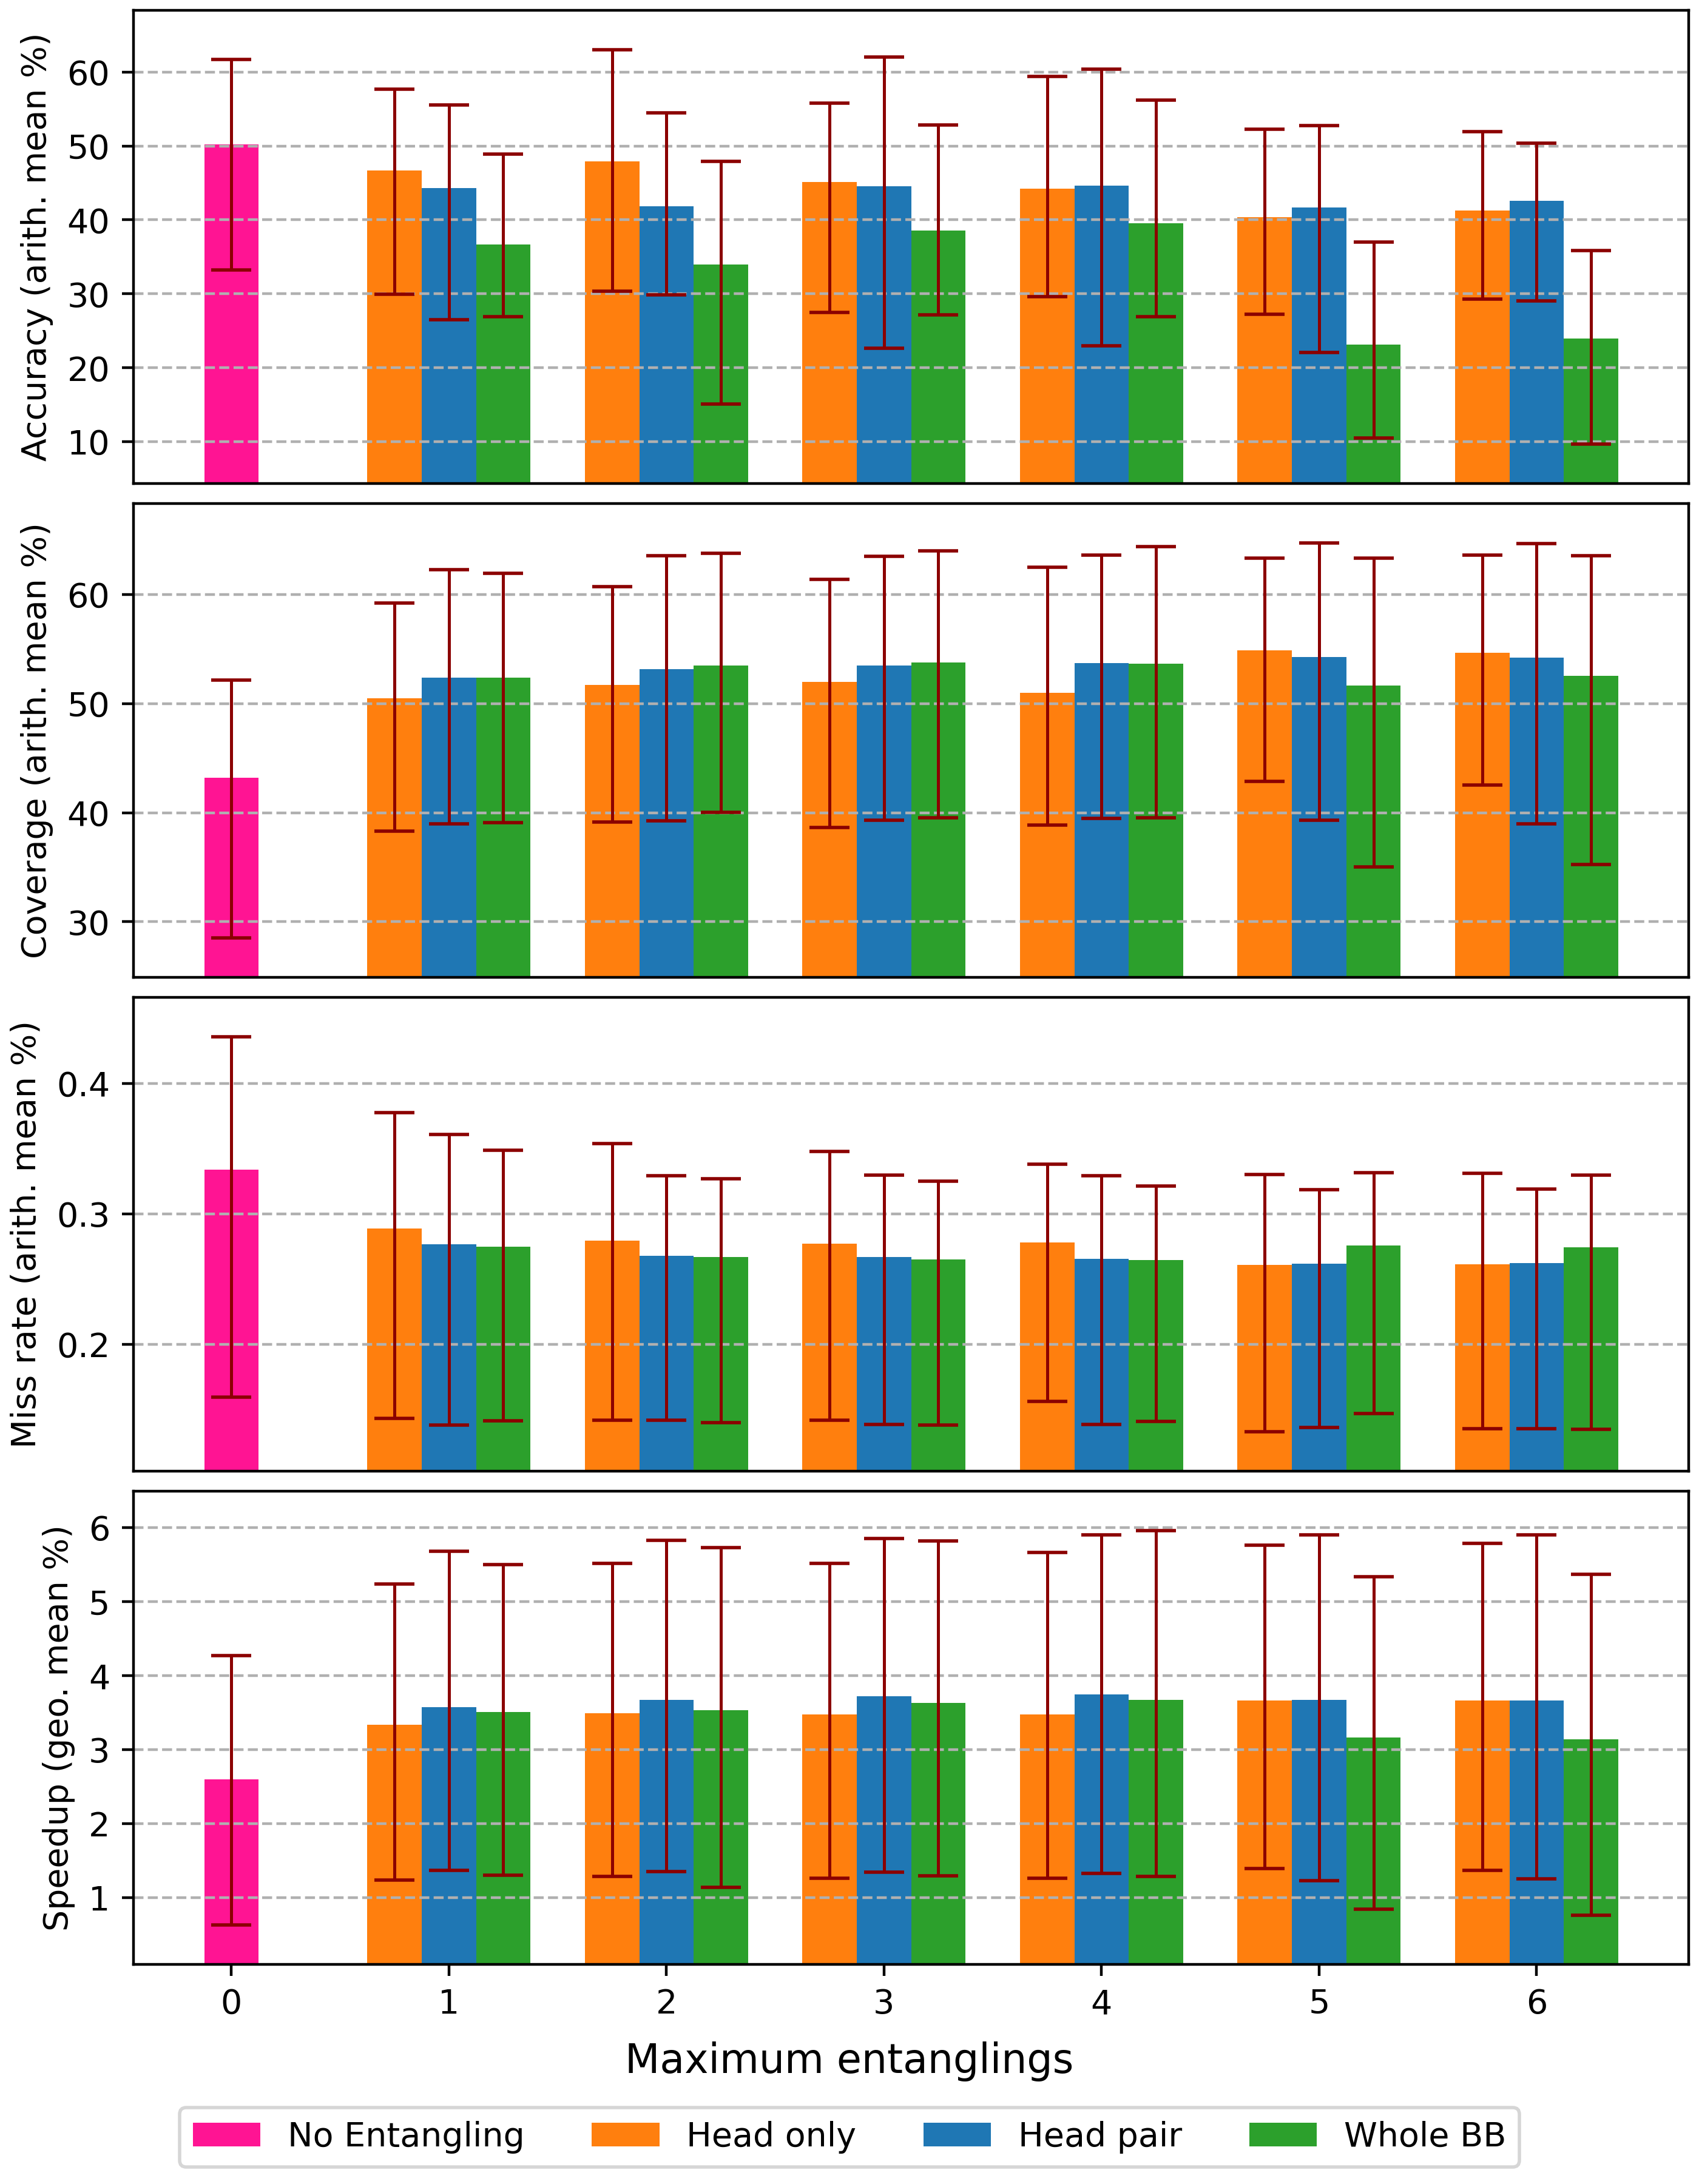 Accuracy (arith. mean %)
60
50
40
30
20
10
Coverage (arith. mean %)
60
50
40
30
Miss rate (arith. mean %)
0.4
0.3
0.2
Speedup (geo. mean %)
6
5
4
3
2
1
0 1 2 3 4 5 6
Maximum entanglings
No Entangling Head only Head pair Whole BB